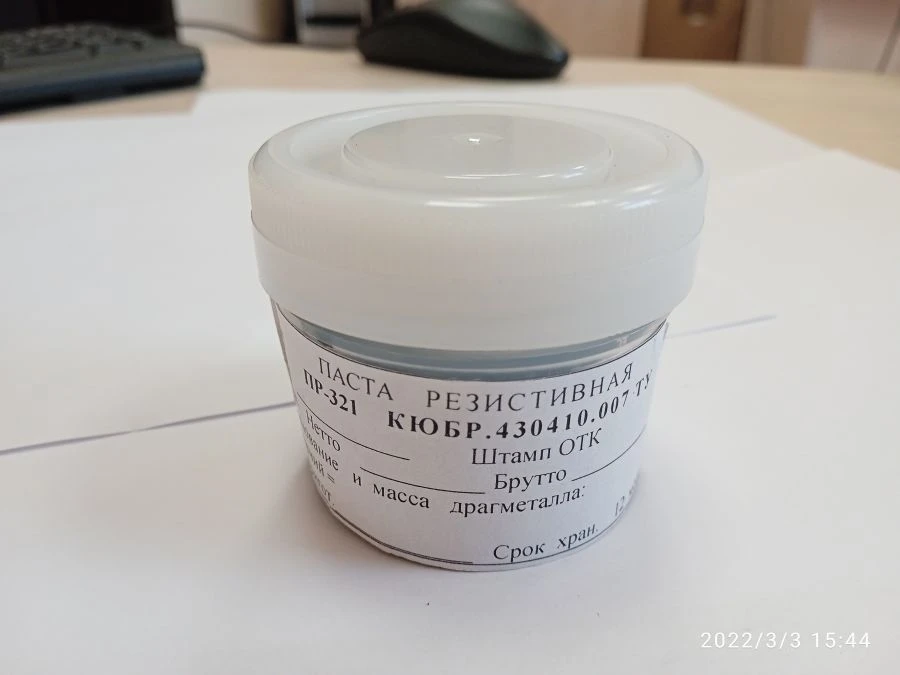 ПАСТА РЕЗИСТИВНАЯ
ПР-321 КЮБР.430410.007 ТУ
Штамп ОТК
Нетто
Брутто
и масса драгметалла:
Срок хран. 12
2022/3/3 15:44